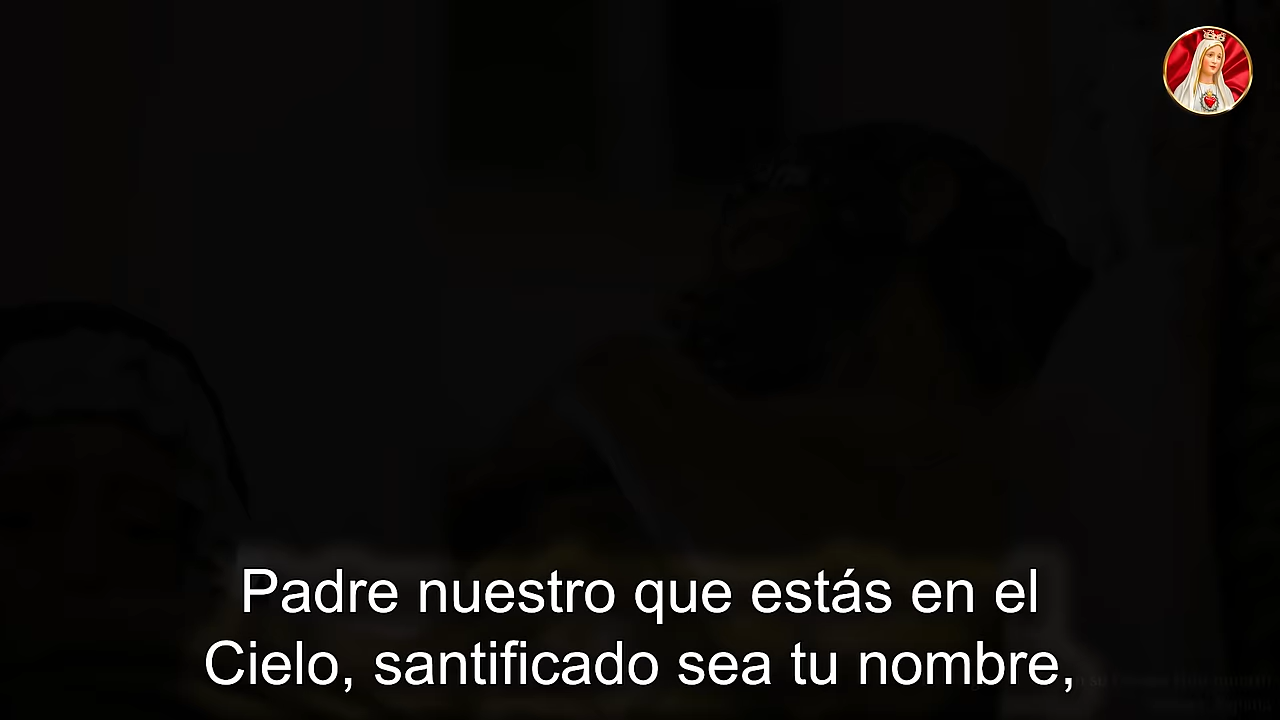 Padre nuestro que estás en el
Cielo, santificado sea tu nombre,